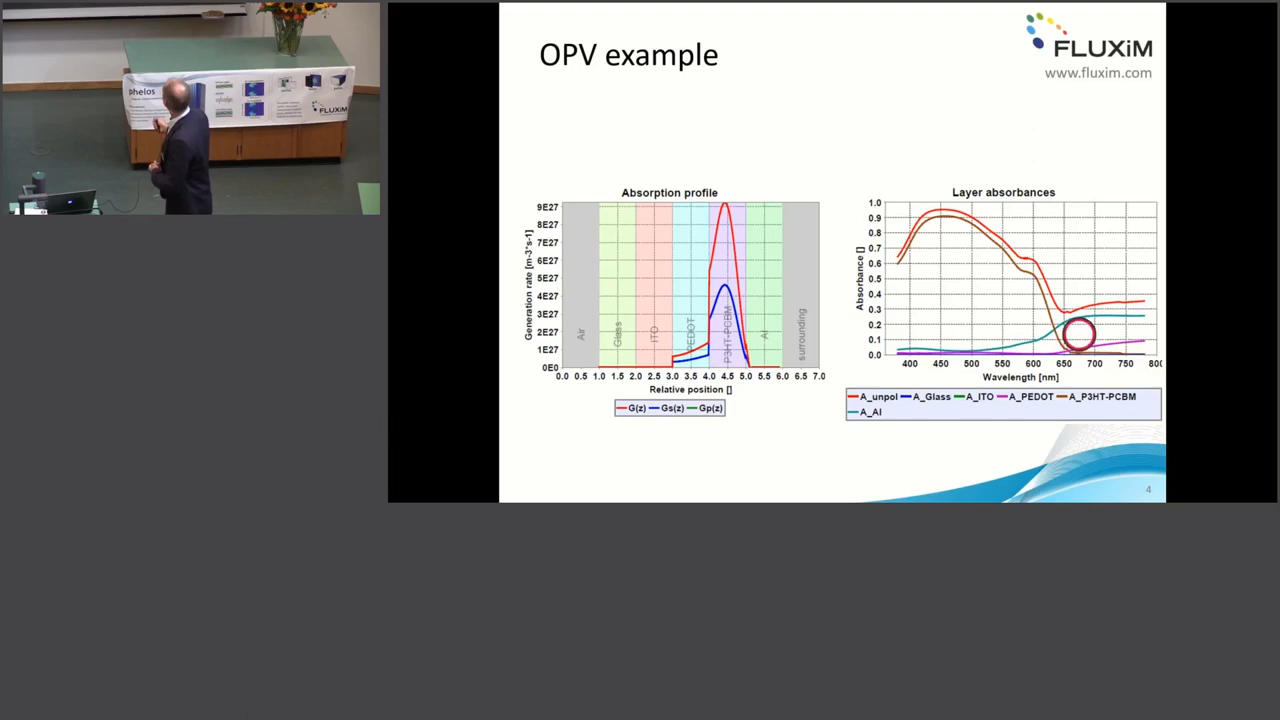 phelos
FLUXiM
OPV example
FLUXiM
www.fluxim.com
Absorption profile
Generation rate [m-3*s-1]
9E27
8E27
7E27
6E27
5E27
4E27
3E27
2E27
1E27
0E0
Air
Glass
ITO
PEDOT
P3HT-PCBM
Al
surrounding
0.0 0.5 1.0 1.5 2.0 2.5 3.0 3.5 4.0 4.5 5.0 5.5 6.0 6.5 7.0
Relative position []
G(z) Gs(z) Gp(z)
Layer absorbances
Absorbance []
1.0
0.9
0.8
0.7
0.6
0.5
0.4
0.3
0.2
0.1
0.0
400 450 500 550 600 650 700 750 800
Wavelength [nm]
A_unpol A_Glass A_ITO A_PEDOT A_P3HT-PCBM
A_Al
4